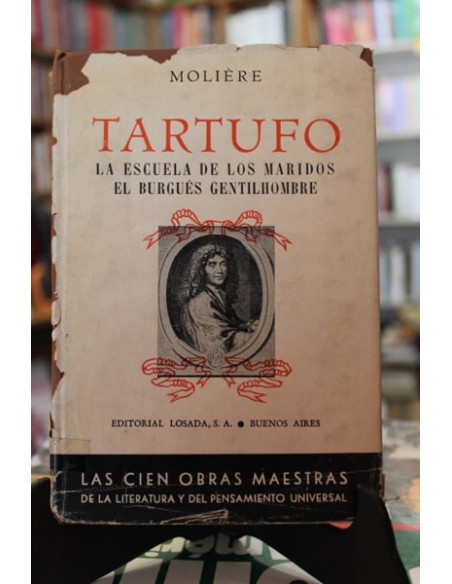 MOLIÈRE
TARTUFO
LA ESCUELA DE LOS MARIDOS
EL BURGUÉS GENTILHOMBRE
EDITORIAL LOSADA, S. A. ● BUENOS AIRES
LAS CIEN OBRAS MAESTRAS
DE LA LITERATURA Y DEL PENSAMIENTO UNIVERSAL